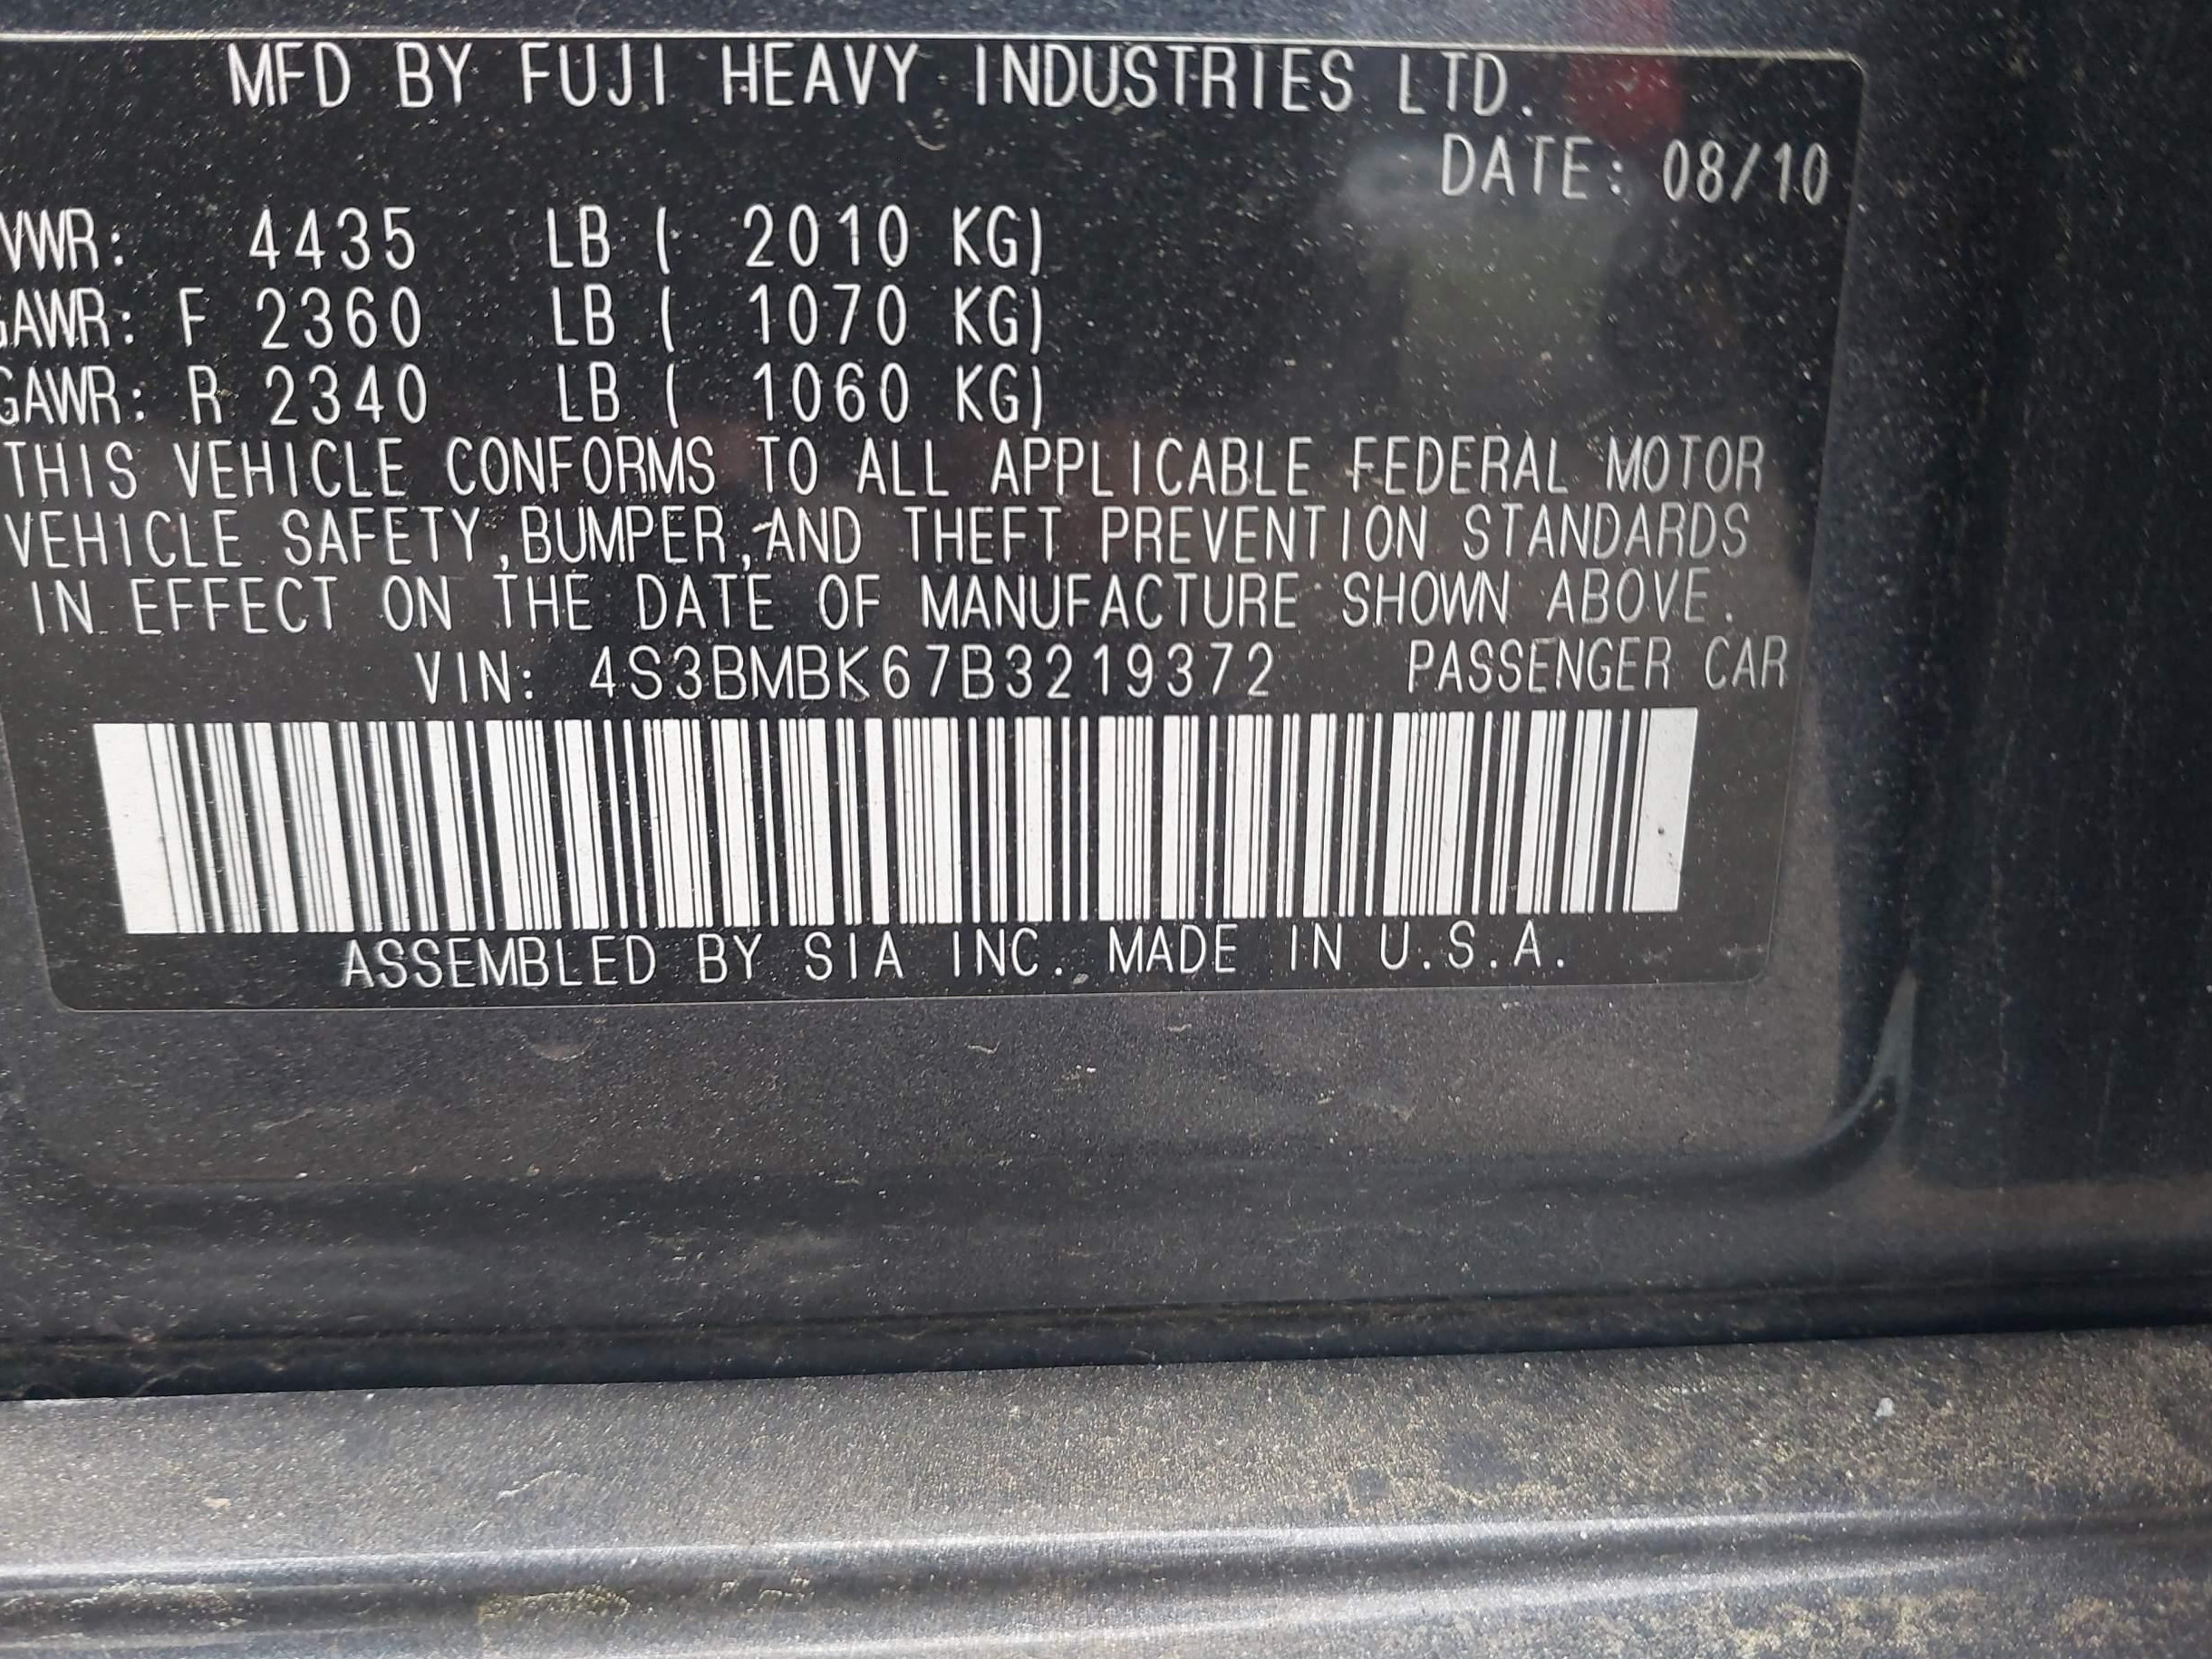 MFD BY FUJI HEAVY INDUSTRIES LTD.
DATE: 08/10
VWR: 4435 LB ( 2010 KG)
GAWR: F 2360 LB ( 1070 KG)
GAWR: R 2340 LB ( 1060 KG)
THIS VEHICLE CONFORMS TO ALL APPLICABLE FEDERAL MOTOR
VEHICLE SAFETY,BUMPER,AND THEFT PREVENTION STANDARDS
IN EFFECT ON THE DATE OF MANUFACTURE SHOWN ABOVE.
VIN: 4S3BMBK67B3219372 PASSENGER CAR
ASSEMBLED BY SIA INC. MADE IN U.S.A.